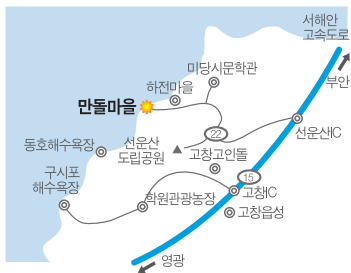 서해안
고속도로
부안
미당시문학관
하전마을
만돌마을
22
선운산IC
동호해수욕장
선운산
도립공원
고창고인돌
구시포
해수욕장
15
학원관광농장
고창IC
고창읍성
영광